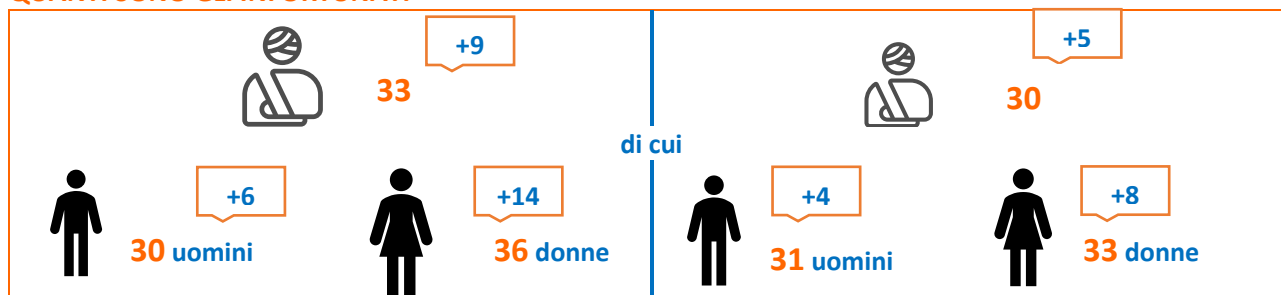 +9
33
+5
30
di cui
+6
30 uomini
+14
36 donne
+4
31 uomini
+8
33 donne